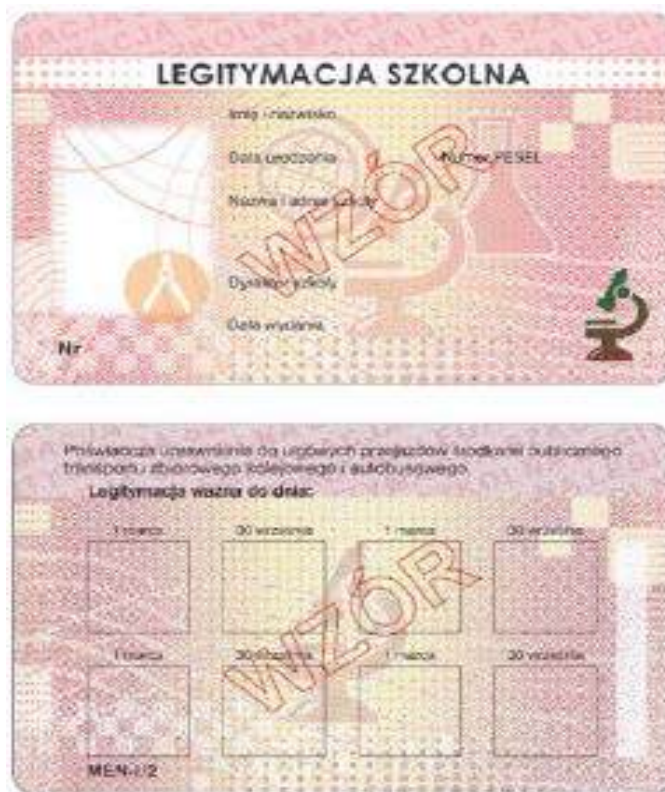 LEGITYMACJA SZKOLNA
Imię i nazwisko
Data urodzenia Numer PESEL
Nazwa i adres szkoły
WZÓR
Dyrektor szkoły
Data wydania
Nr
Poświadcza uprawnienie do ulgowych przejazdów środkami publicznego
transportu zbiorowego kolejowego i autobusowego
Legitymacja ważna do dnia:
1 marca 30 września 1 marca 30 września
WZÓR
1 marca 30 września 1 marca 30 września
MEN-I/2